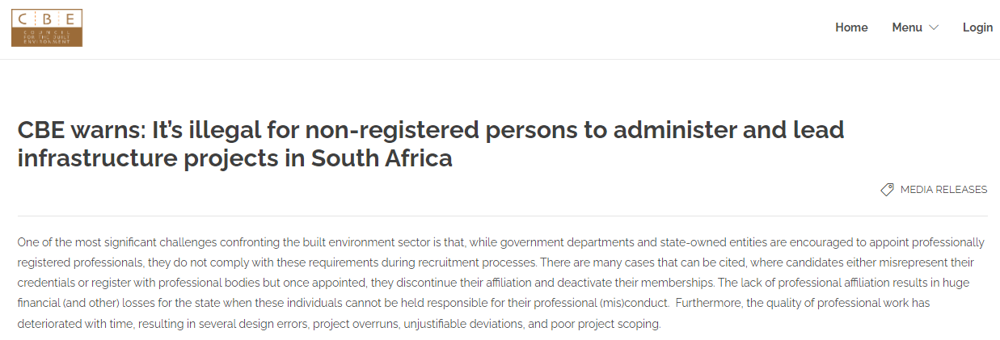 C B E
COUNCIL
FOR THE BUILT
ENVIRONMENT
Home Menu Login
CBE warns: It’s illegal for non-registered persons to administer and lead
infrastructure projects in South Africa
MEDIA RELEASES
One of the most significant challenges confronting the built environment sector is that, while government departments and state-owned entities are encouraged to appoint professionally
registered professionals, they do not comply with these requirements during recruitment processes. There are many cases that can be cited, where candidates either misrepresent their
credentials or register with professional bodies but once appointed, they discontinue their affiliation and deactivate their memberships. The lack of professional affiliation results in huge
financial (and other) losses for the state when these individuals cannot be held responsible for their professional (mis)conduct.  Furthermore, the quality of professional work has
deteriorated with time, resulting in several design errors, project overruns, unjustifiable deviations, and poor project scoping.